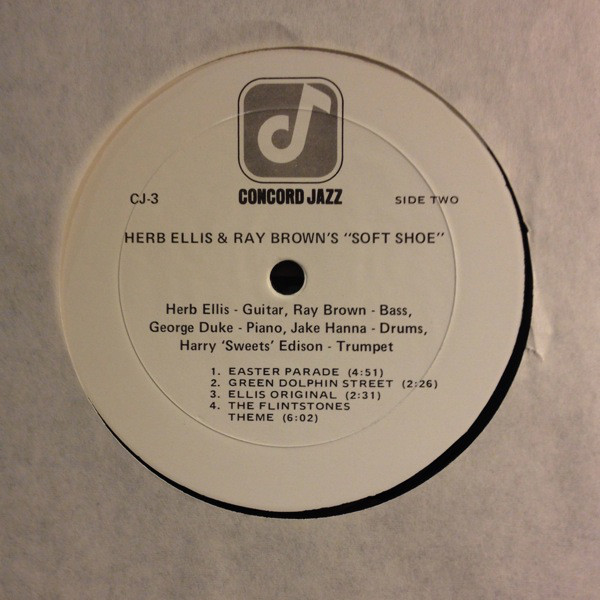 CONCORD JAZZ
CJ-3
SIDE TWO
HERB ELLIS & RAY BROWN'S "SOFT SHOE"
Herb Ellis - Guitar, Ray Brown - Bass,
George Duke - Piano, Jake Hanna - Drums,
Harry 'Sweets' Edison - Trumpet
1. EASTER PARADE (4:51)
2. GREEN DOLPHIN STREET (2:26)
3. ELLIS ORIGINAL (2:31)
4. THE FLINTSTONES
THEME (6:02)